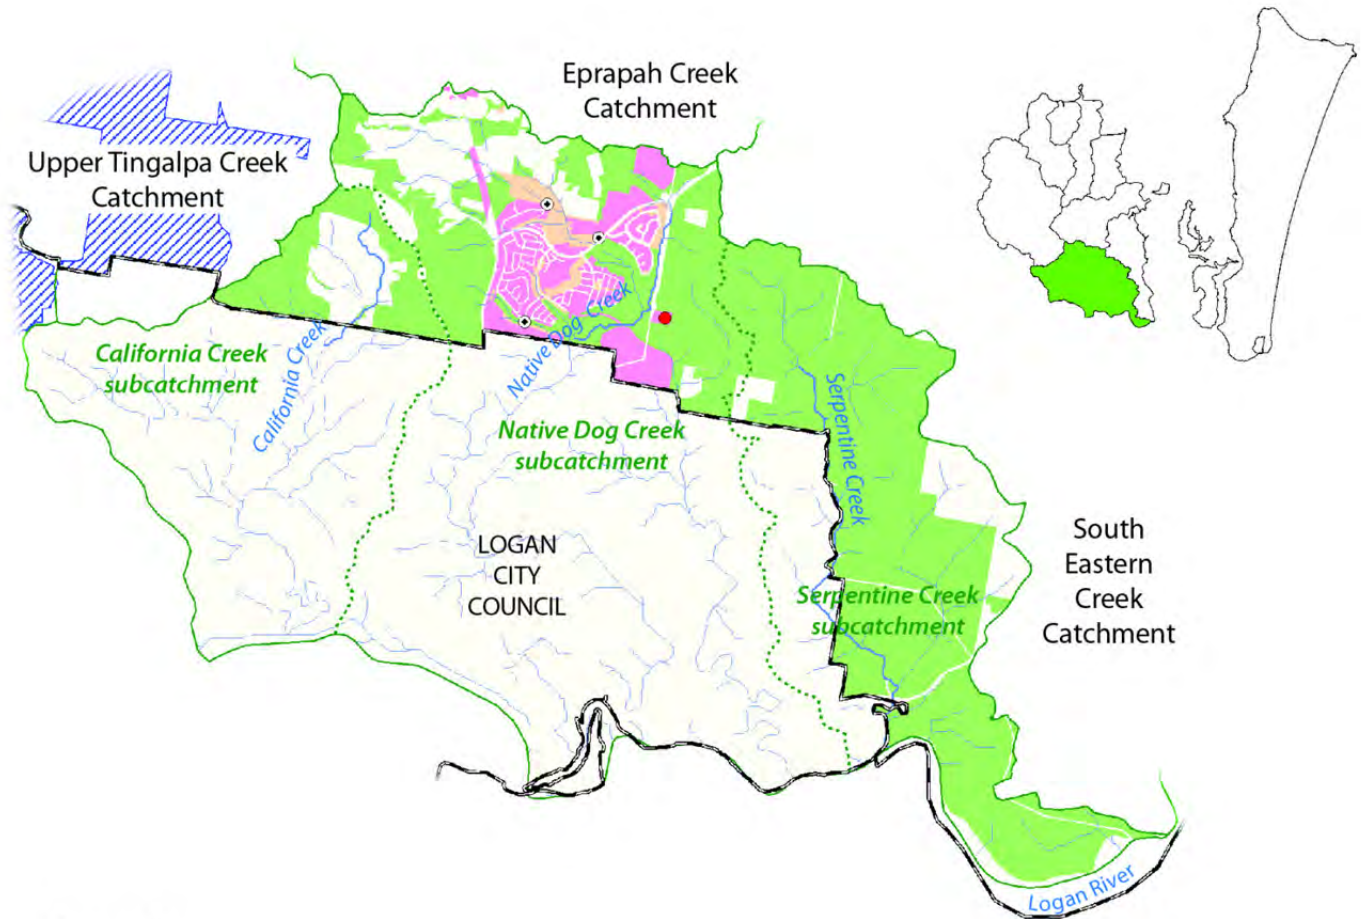 Eprapah Creek
Catchment
Upper Tingalpa Creek
Catchment
California Creek
subcatchment
California Creek
Native Dog Creek
Native Dog Creek
subcatchment
Serpentine Creek
LOGAN
CITY
COUNCIL
South
Eastern
Creek
Catchment
Serpentine Creek
subcatchment
Logan River